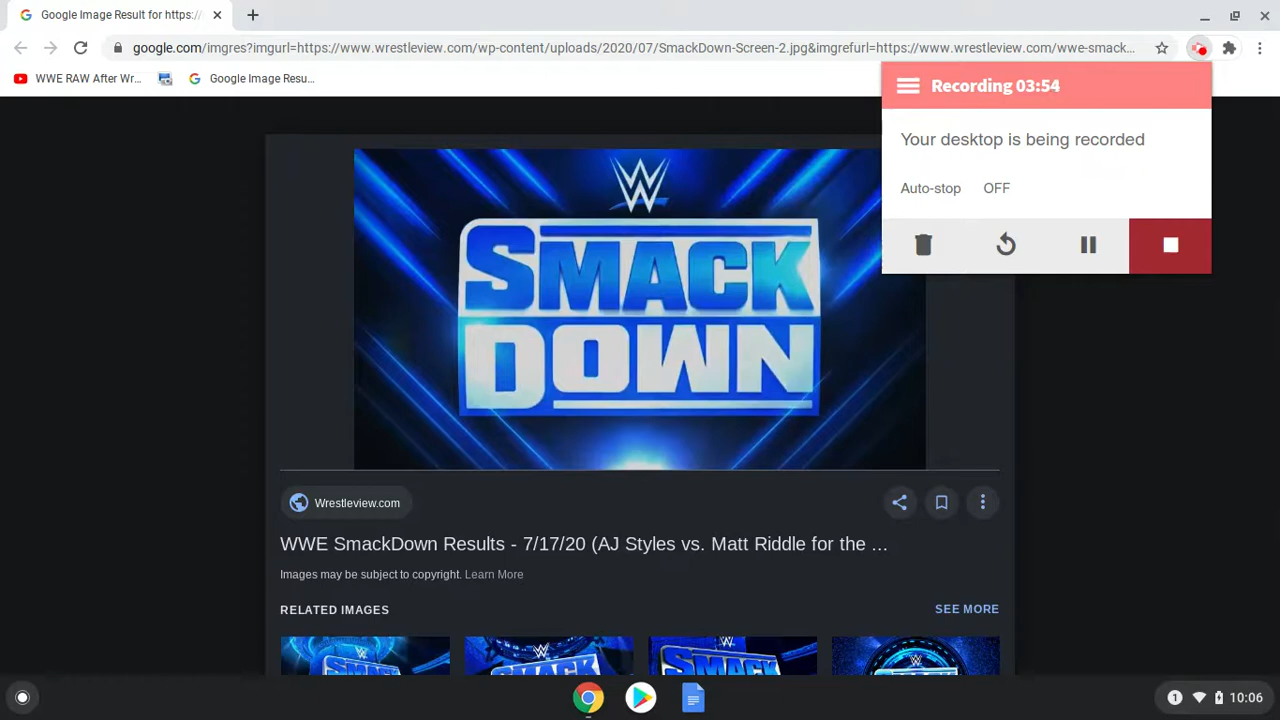 Google Image Result for https://
google.com/imgres?imgurl=https://www.wrestleview.com/wp-content/uploads/2020/07/SmackDown-Screen-2.jpg&imgrefurl=https://www.wrestleview.com/wwe-smack...
WWE RAW After Wr...
Google Image Resu...
Recording 03:54
Your desktop is being recorded
Auto-stop OFF
W
SMACK
DOWN
Wrestleview.com
WWE SmackDown Results - 7/17/20 (AJ Styles vs. Matt Riddle for the ...
Images may be subject to copyright. Learn More
RELATED IMAGES
SEE MORE
SMACK
SMACK
1
10:06